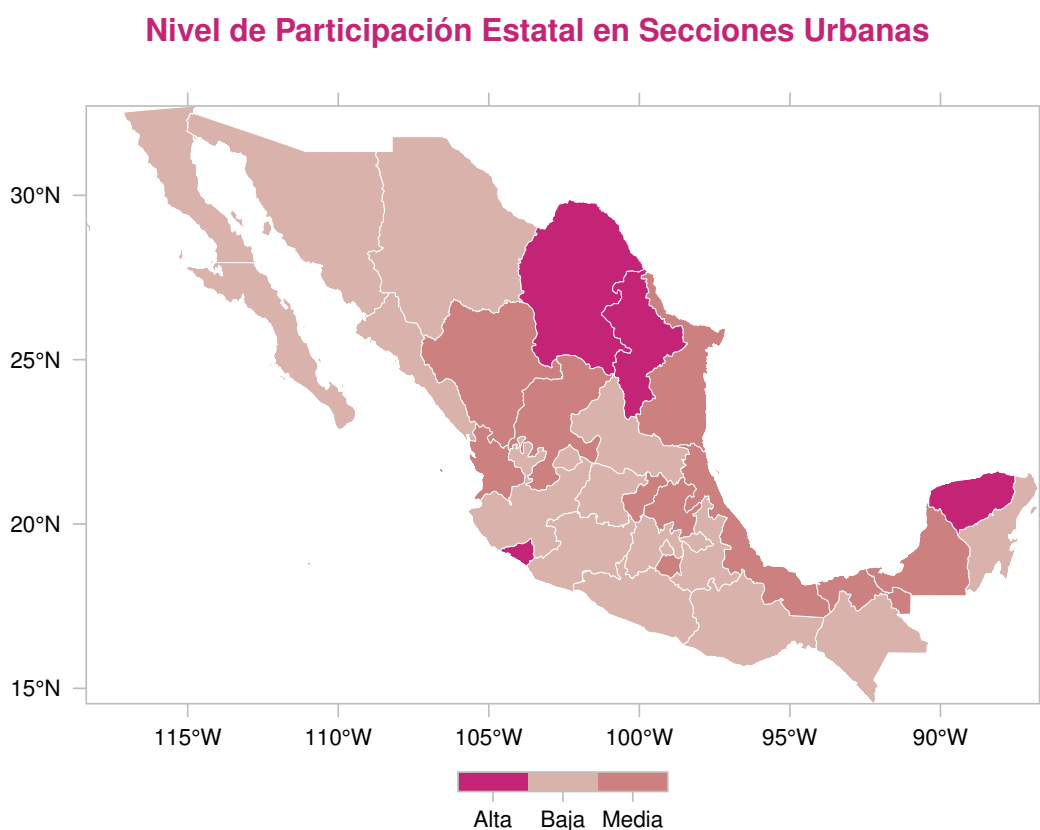 Nivel de Participación Estatal en Secciones Urbanas
30°N
25°N
20°N
15°N
115°W 110°W 105°W 100°W 95°W 90°W
Alta Baja Media